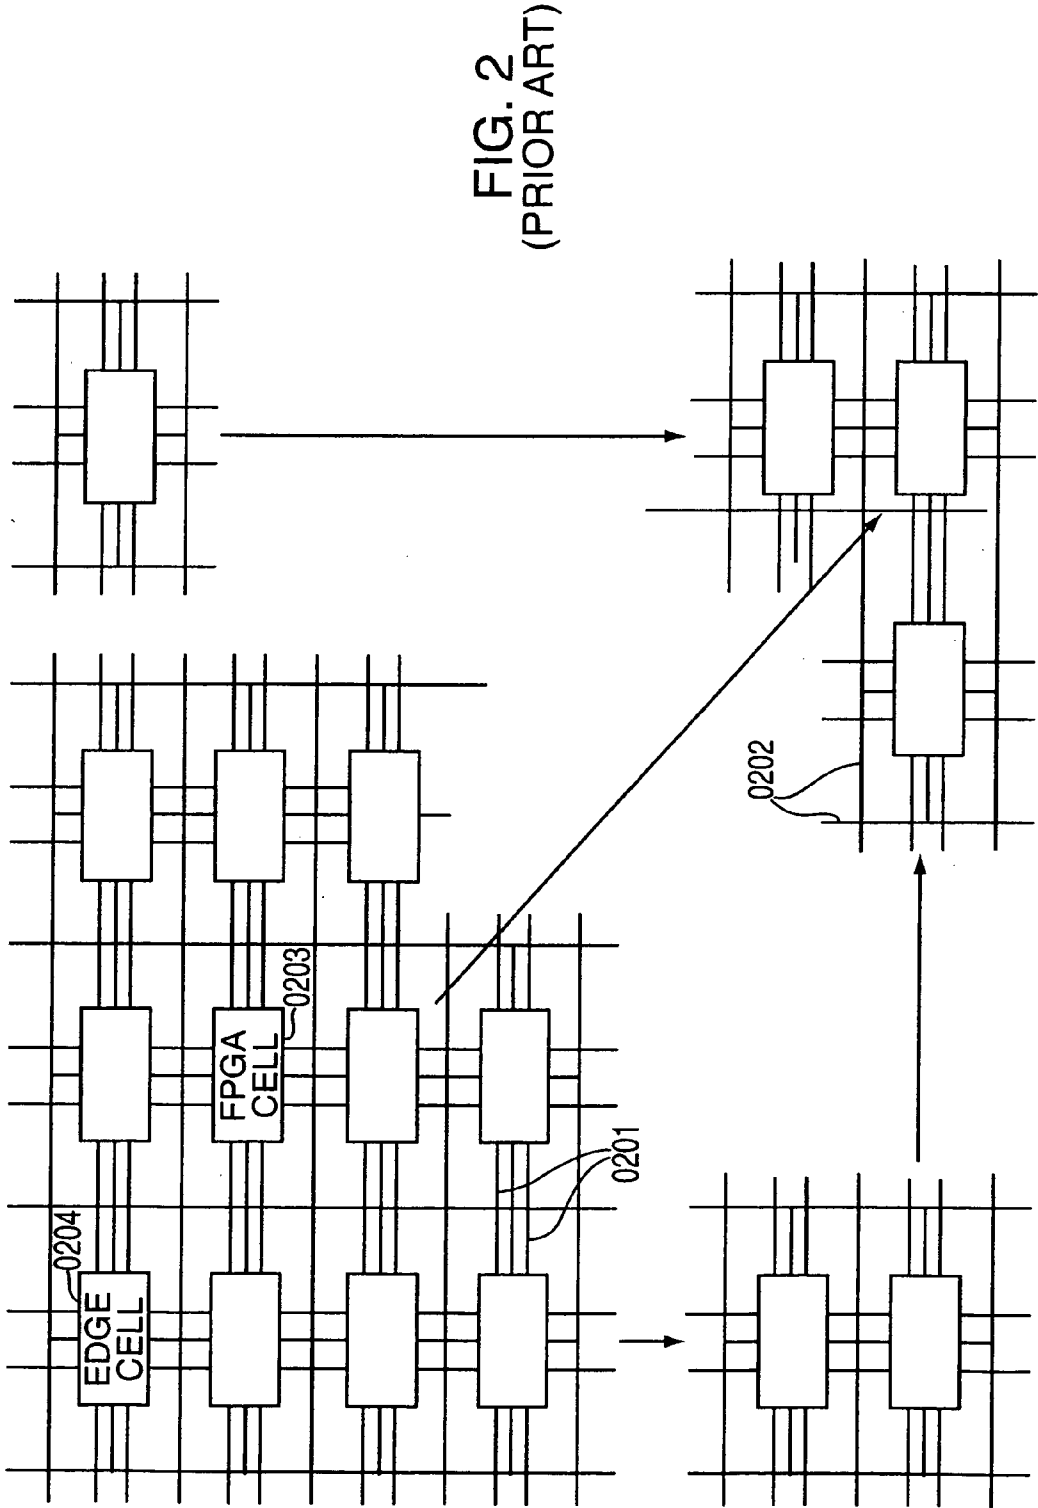 EDGE
CELL
0204
FPGA
CELL
0203
0201
0202
FIG. 2
(PRIOR ART)